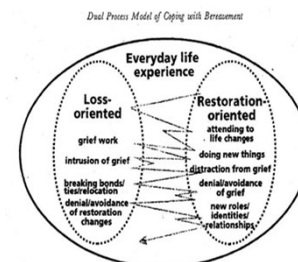 Dual Process Model of Coping with Bereavement
Everyday life
experience
Loss-
oriented
grief work
intrusion of grief
breaking bonds/
ties/relocation
denial/avoidance
of restoration
changes
Restoration-
oriented
attending to
life changes
doing new things
distraction from grief
denial/avoidance
of grief
new roles/
identities/
relationships